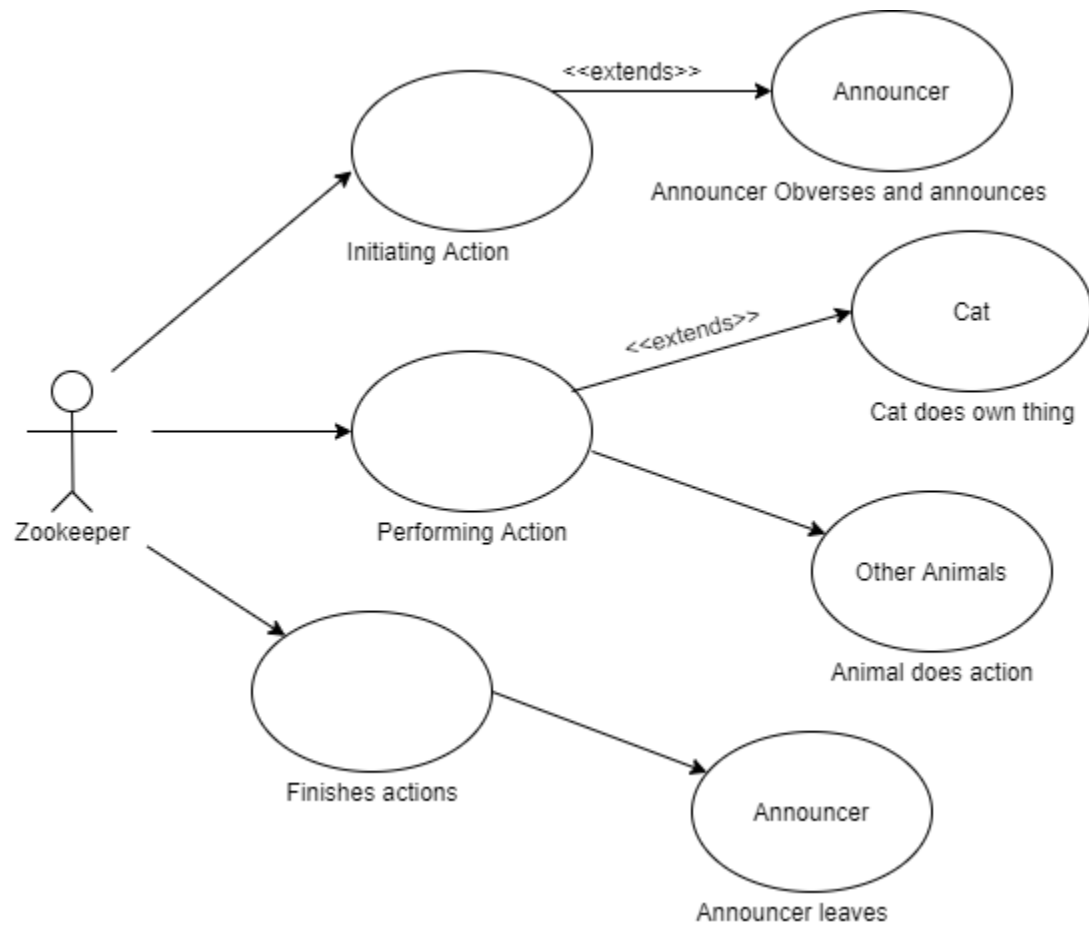 <<extends>>
Announcer
Announcer Obverses and announces
Initiating Action
<<extends>>
Cat
Cat does own thing
Zookeeper
Performing Action
Other Animals
Animal does action
Finishes actions
Announcer
Announcer leaves